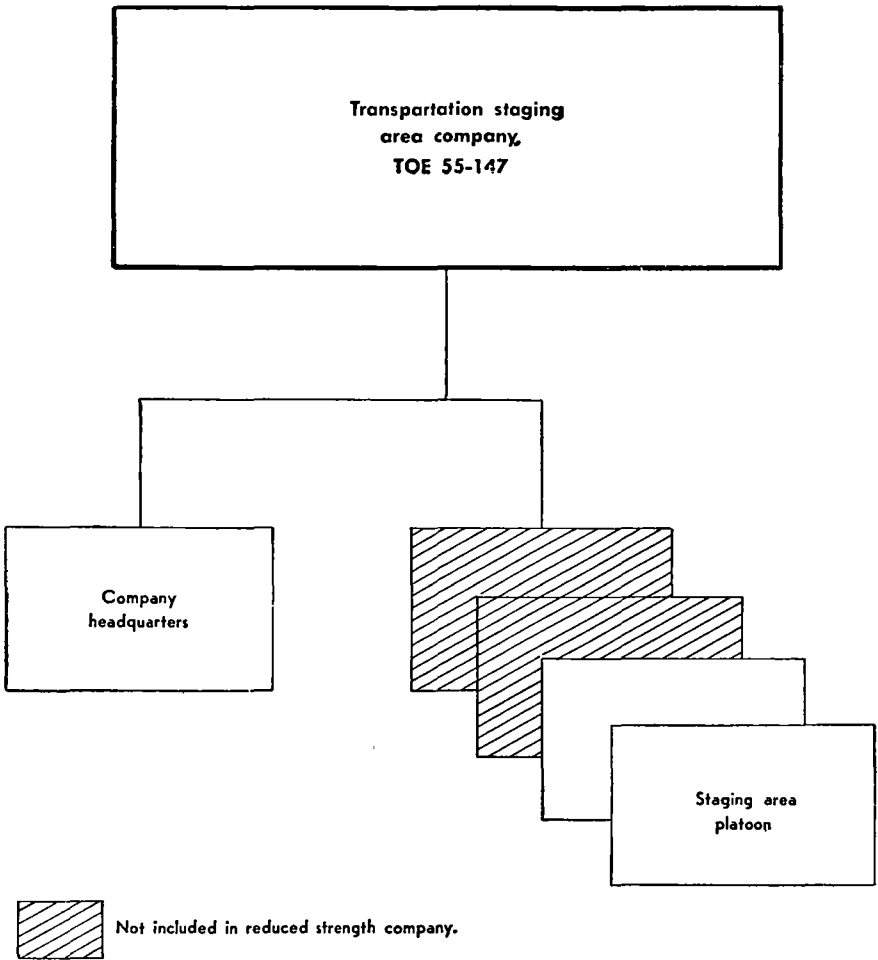 Transpartation staging
area company,
TOE 55-147
Company
headquarters
Staging area
platoon
Not included in reduced strength company.